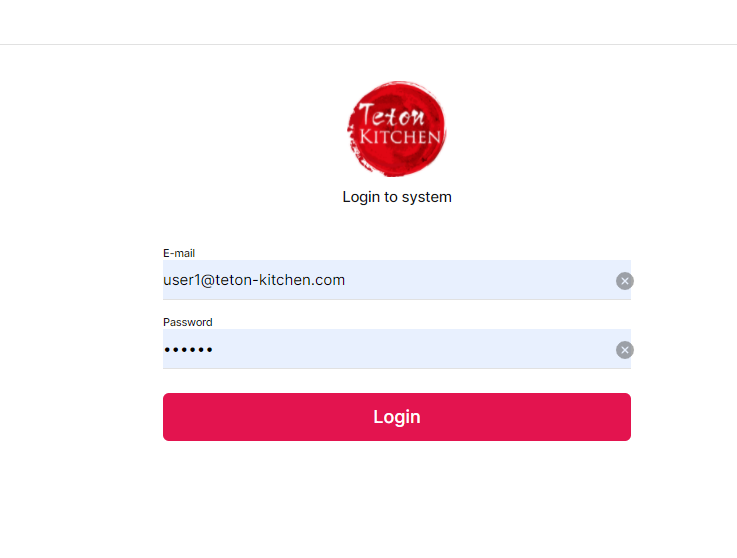 Teton
KITCHEN
Login to system
E-mail
user1@teton-kitchen.com
Password
••••••
Login